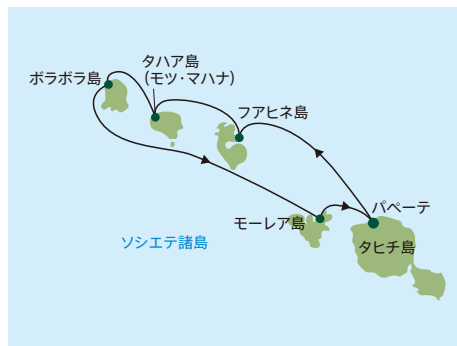 タハア島
(モツ・マハナ)
ボラボラ島
フアヒネ島
パペーテ
モーレア島
タヒチ島
ソシエテ諸島